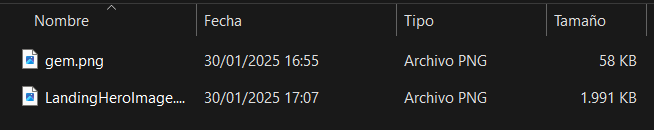 Nombre Fecha Tipo Tamaño
gem.png 30/01/2025 16:55 Archivo PNG 58 KB
LandingHeroImage.... 30/01/2025 17:07 Archivo PNG 1.991 KB